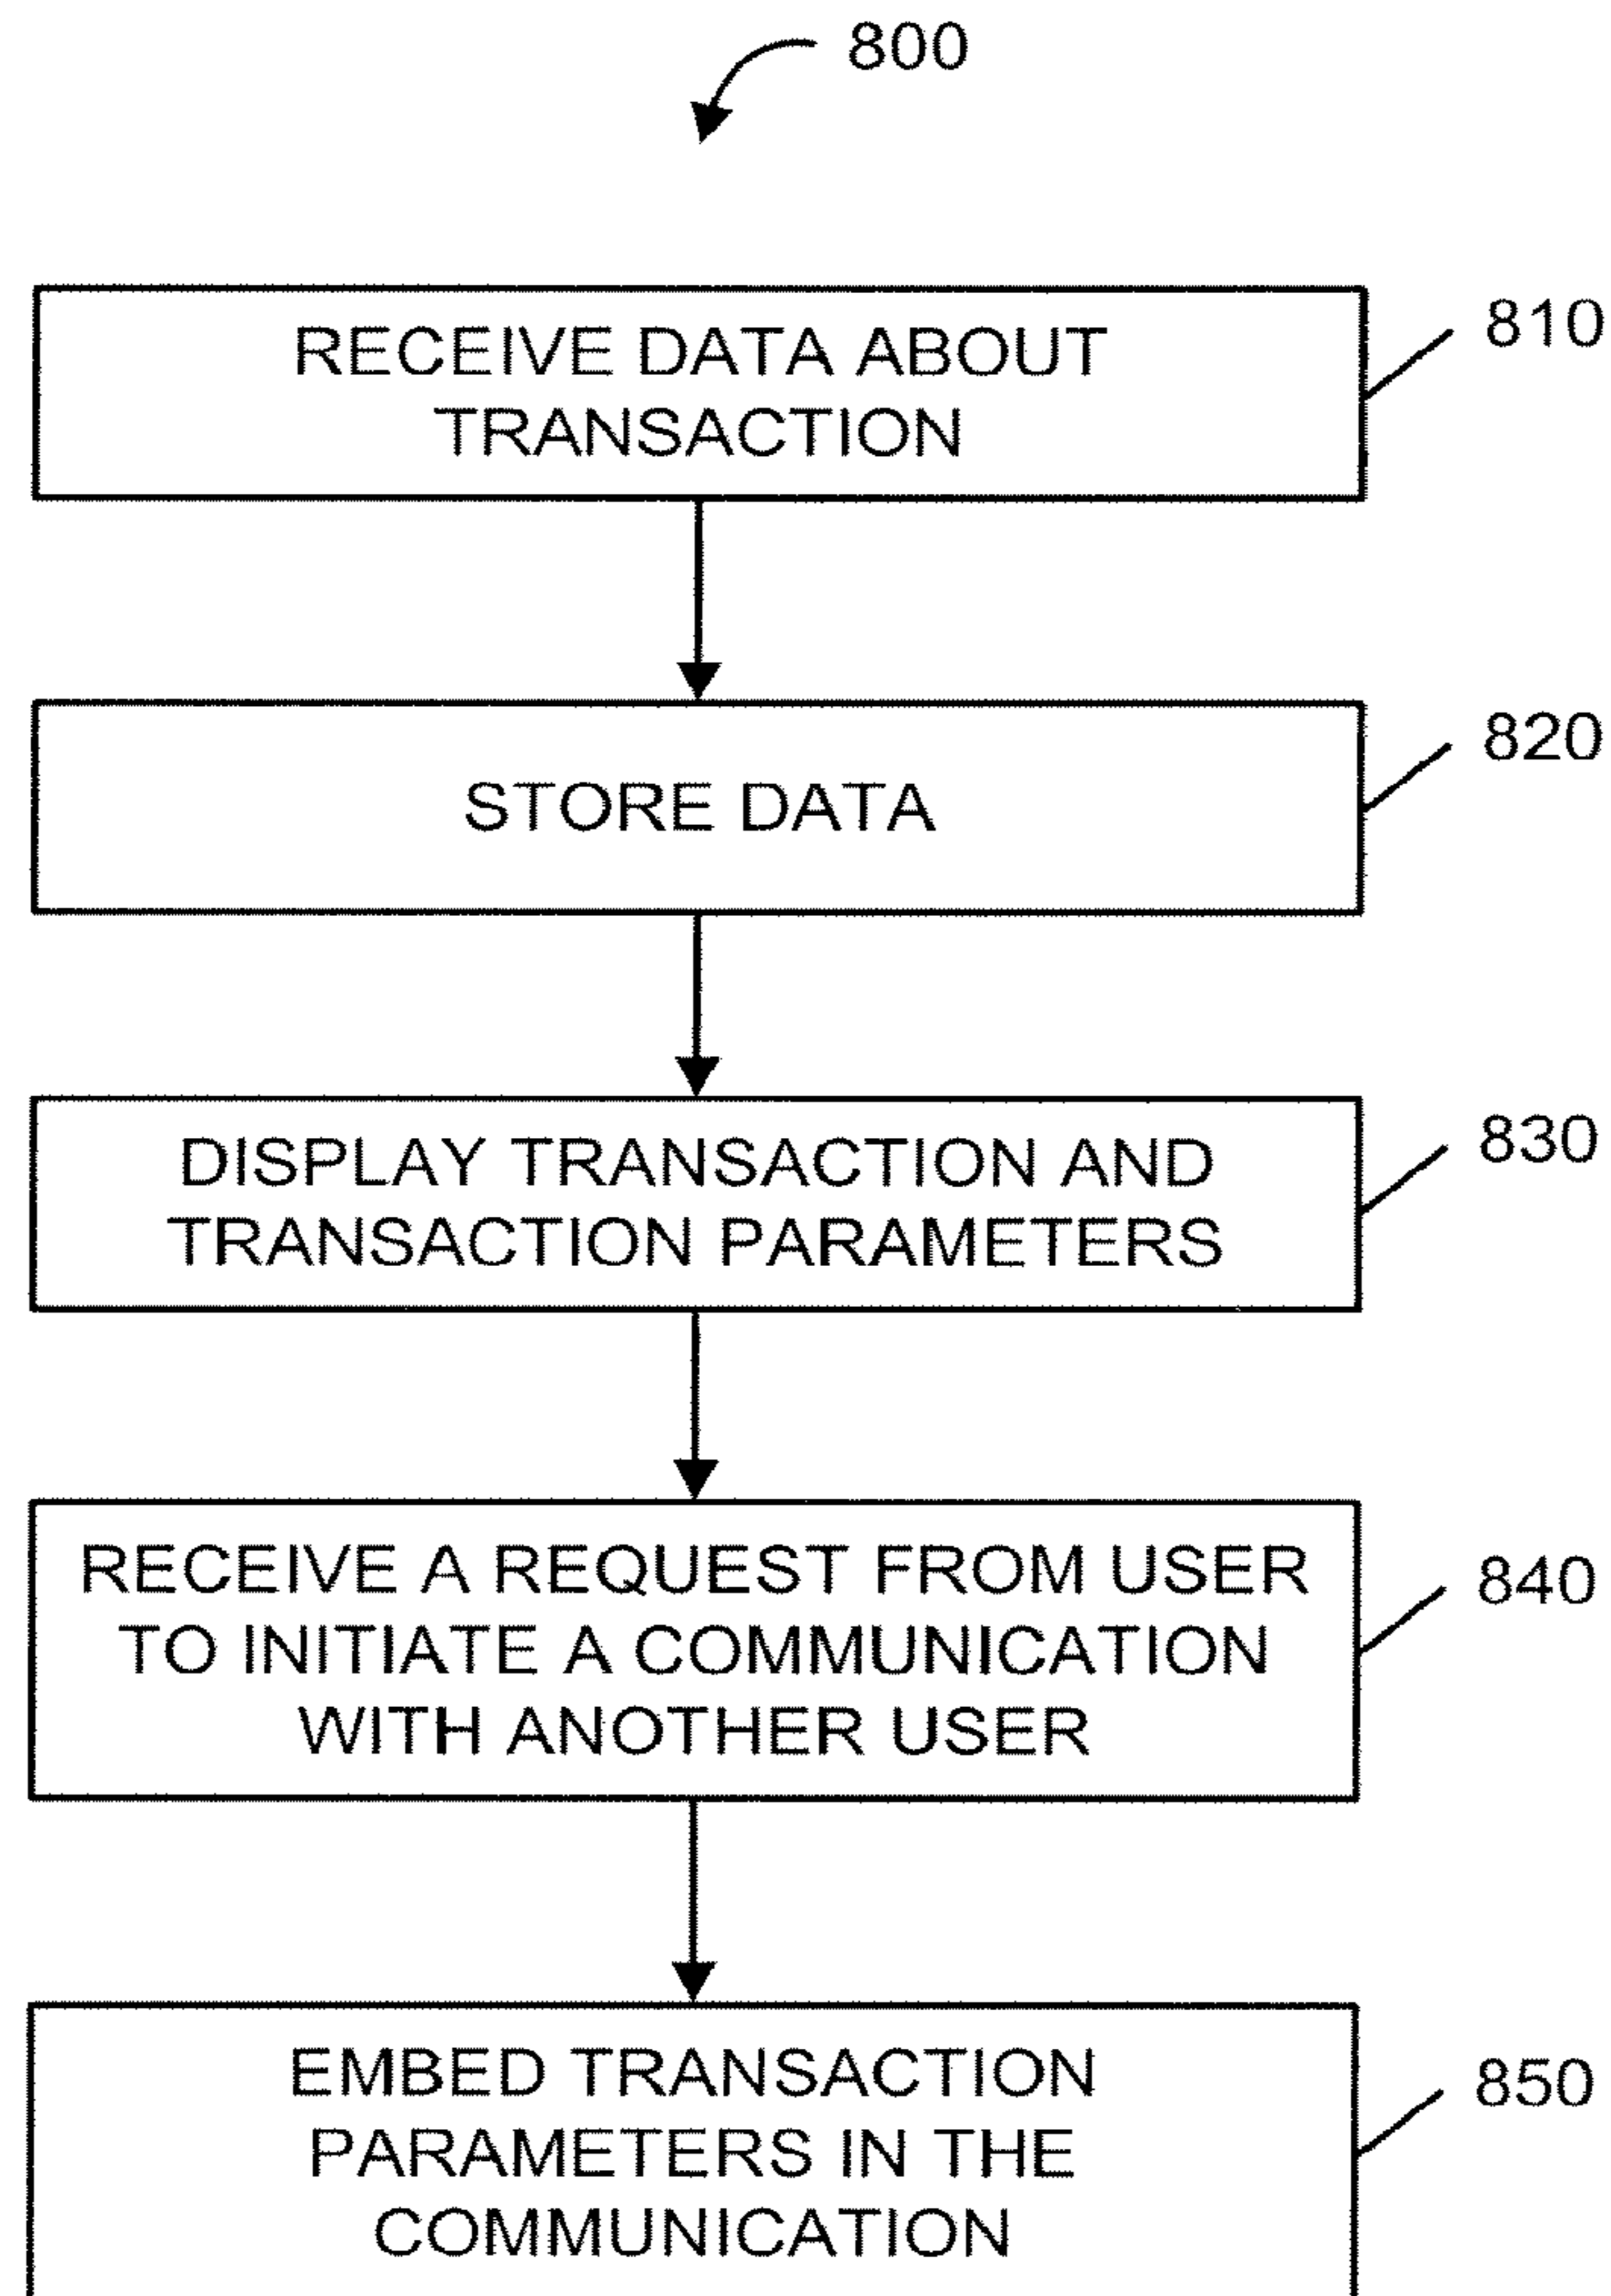 800
RECEIVE DATA ABOUT
TRANSACTION
810
STORE DATA
820
DISPLAY TRANSACTION AND
TRANSACTION PARAMETERS
830
RECEIVE A REQUEST FROM USER
TO INITIATE A COMMUNICATION
WITH ANOTHER USER
840
EMBED TRANSACTION
PARAMETERS IN THE
COMMUNICATION
850